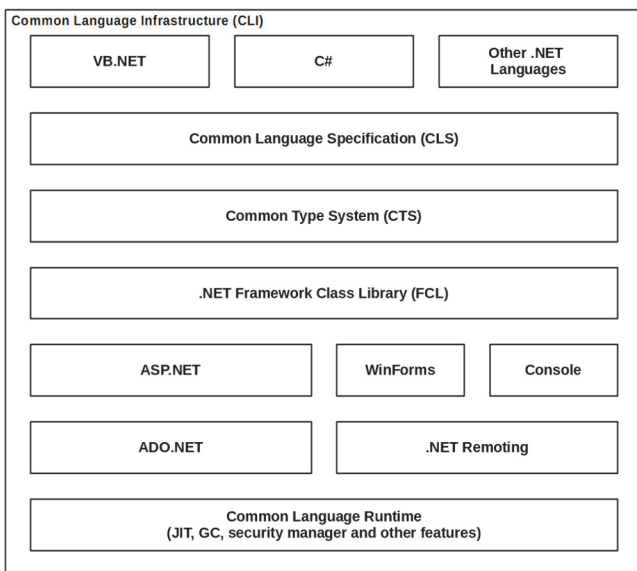 Common Language Infrastructure (CLI)
VB.NET
C#
Other .NET
Languages
Common Language Specification (CLS)
Common Type System (CTS)
.NET Framework Class Library (FCL)
ASP.NET
WinForms
Console
ADO.NET
.NET Remoting
Common Language Runtime
(JIT, GC, security manager and other features)